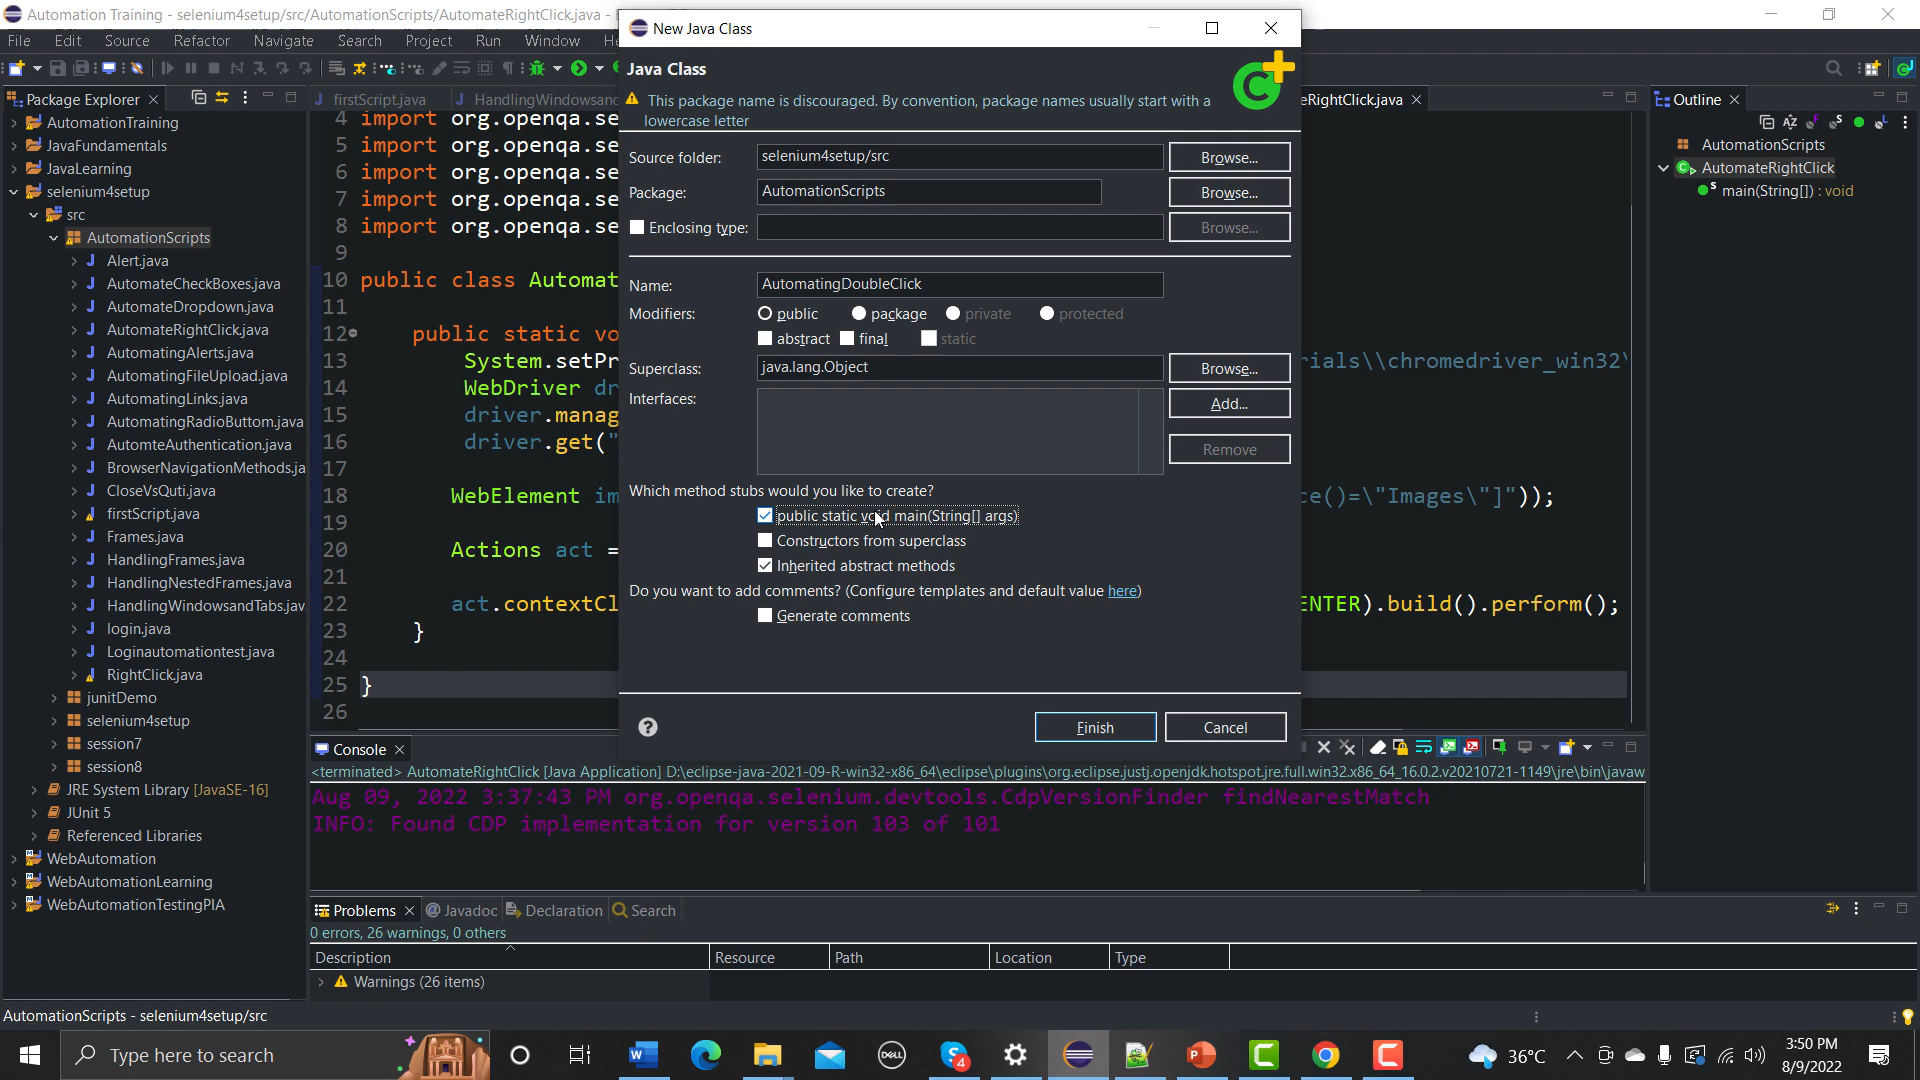 Automation Training - selenium4setup/src/AutomationScripts/AutomateRightClick.java -
File Edit Source Refactor Navigate Search Project Run Window
Package Explorer
AutomationTraining
JavaFundamentals
JavaLearning
selenium4setup
src
AutomationScripts
Alert.java
AutomateCheckBoxes.java
AutomateDropdown.java
AutomateRightClick.java
AutomatingAlerts.java
AutomatingFileUpload.java
AutomatingLinks.java
AutomatingRadioButtom.java
AutomteAuthentication.java
BrowserNavigationMethods.ja
CloseVsQuti.java
firstScript.java
Frames.java
HandlingFrames.java
HandlingNestedFrames.java
HandlingWindowsandTabs.jav
login.java
Loginautomationtest.java
RightClick.java
junitDemo
selenium4setup
session7
session8
JRE System Library [JavaSE-16]
JUnit 5
Referenced Libraries
WebAutomation
WebAutomationLearning
WebAutomationTestingPIA
firstScript.java HandlingWindowsan eRightClick.java
4 import org.openqa.se
5 import org.openqa.se
6 import org.openqa.se
7 import org.openqa.se
8 import org.openqa.se
9
10 public class Automat
11
12 public static vo
13 System.setPr ials\\chromedriver_win32\
14 WebDriver dr
15 driver.manag
16 driver.get("
17
18 WebElement im ce()=\"Images\"]"));
19
20 Actions act =
21
22 act.contextCl ENTER).build().perform();
23 }
24
25 }
26
New Java Class
Java Class
This package name is discouraged. By convention, package names usually start with a
lowercase letter
Source folder: selenium4setup/src Browse...
Package: AutomationScripts Browse...
Enclosing type: Browse...
Name: AutomatingDoubleClick
Modifiers: public package private protected
abstract final static
Superclass: java.lang.Object Browse...
Interfaces: Add...
Remove
Which method stubs would you like to create?
public static void main(String[] args)
Constructors from superclass
Inherited abstract methods
Do you want to add comments? (Configure templates and default value here)
Generate comments
Finish Cancel
Outline
AutomationScripts
AutomateRightClick
main(String[]) : void
Console
<terminated> AutomateRightClick [Java Application] D:\eclipse-java-2021-09-R-win32-x86_64\eclipse\plugins\org.eclipse.justj.openjdk.hotspot.jre.full.win32.x86_64_16.0.2.v20210721-1149\jre\bin\javaw
Aug 09, 2022 3:37:43 PM org.openqa.selenium.devtools.CdpVersionFinder findNearestMatch
INFO: Found CDP implementation for version 103 of 101
Problems Javadoc Declaration Search
0 errors, 26 warnings, 0 others
Description Resource Path Location Type
Warnings (26 items)
AutomationScripts - selenium4setup/src
Type here to search
DELL
4
36°C
3:50 PM
8/9/2022